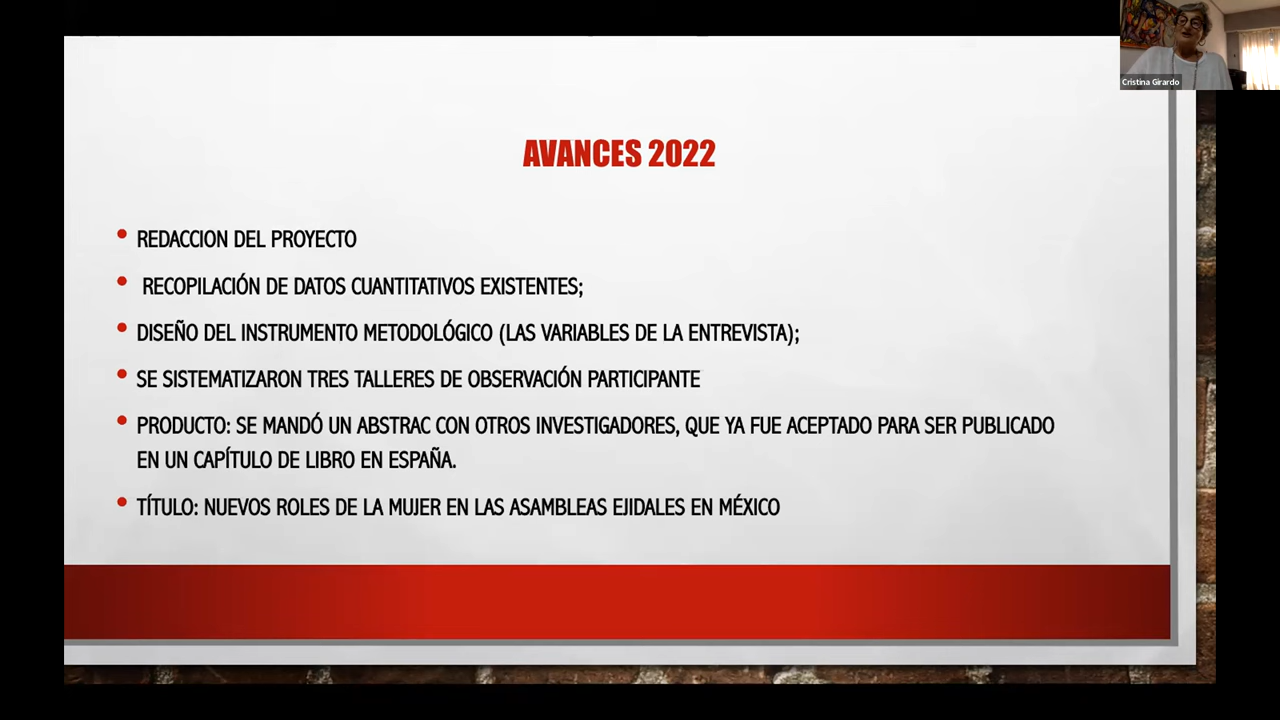 Cristina Girardo
AVANCES 2022
• REDACCION DEL PROYECTO
• RECOPILACIÓN DE DATOS CUANTITATIVOS EXISTENTES;
• DISEÑO DEL INSTRUMENTO METODOLÓGICO (LAS VARIABLES DE LA ENTREVISTA);
• SE SISTEMATIZARON TRES TALLERES DE OBSERVACIÓN PARTICIPANTE
• PRODUCTO: SE MANDÓ UN ABSTRAC CON OTROS INVESTIGADORES, QUE YA FUE ACEPTADO PARA SER PUBLICADO
EN UN CAPÍTULO DE LIBRO EN ESPAÑA.
• TÍTULO: NUEVOS ROLES DE LA MUJER EN LAS ASAMBLEAS EJIDALES EN MÉXICO